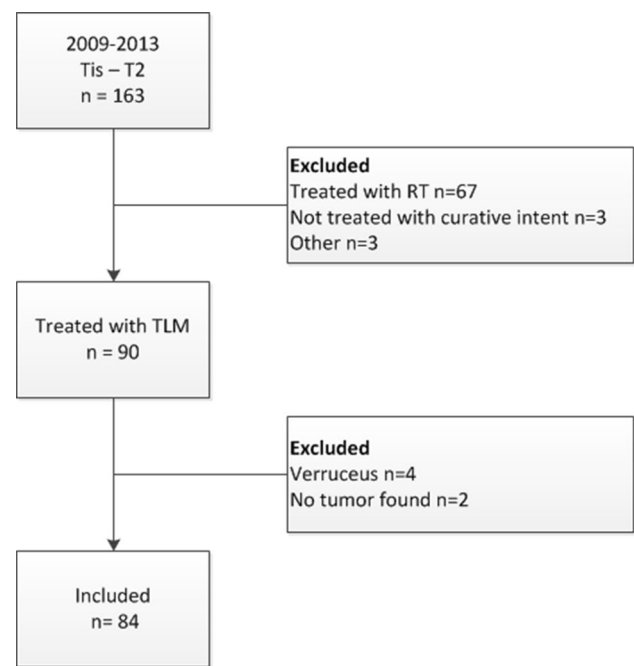 2009-2013
Tis – T2
n = 163
Excluded
Treated with RT n=67
Not treated with curative intent n=3
Other n=3
Treated with TLM
n = 90
Excluded
Verruceus n=4
No tumor found n=2
Included
n= 84